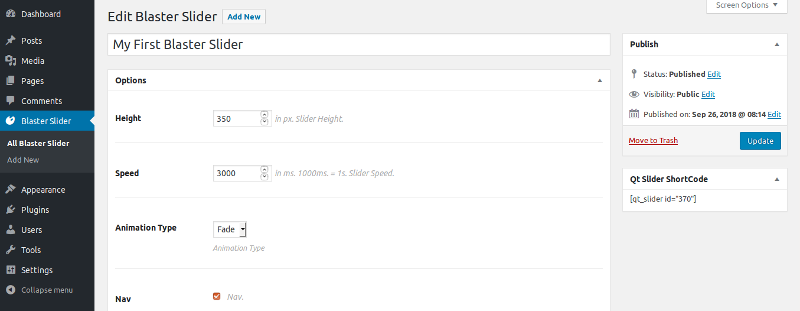 Dashboard
Posts
Media
Pages
Comments
Blaster Slider
All Blaster Slider
Add New
Appearance
Plugins
Users
Tools
Settings
Collapse menu
Screen Options
Edit Blaster Slider Add New
My First Blaster Slider
Options
Height 350 in px. Slider Height.
Speed 3000 in ms. 1000ms. = 1s. Slider Speed.
Animation Type Fade
Animation Type
Nav Nav.
Publish
Status: Published Edit
Visibility: Public Edit
Published on: Sep 26, 2018 @ 08:14 Edit
Move to Trash Update
Qt Slider ShortCode
[qt_slider id="370"]